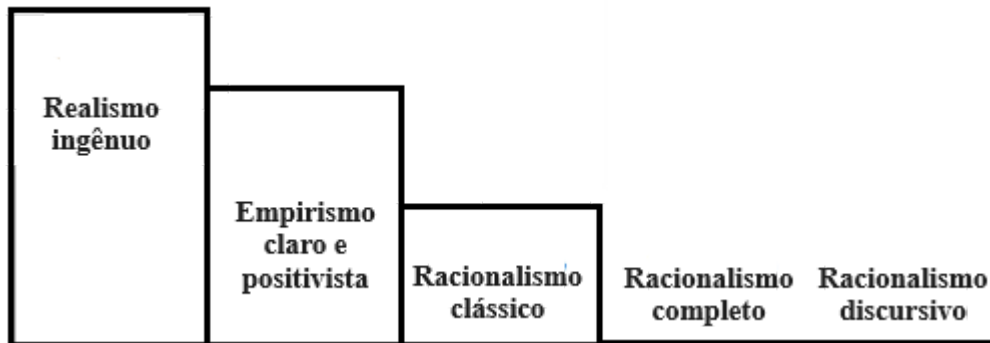 Realismo
ingênuo
Empirismo
claro e
positivista
Racionalismo
clássico
Racionalismo
completo
Racionalismo
discursivo